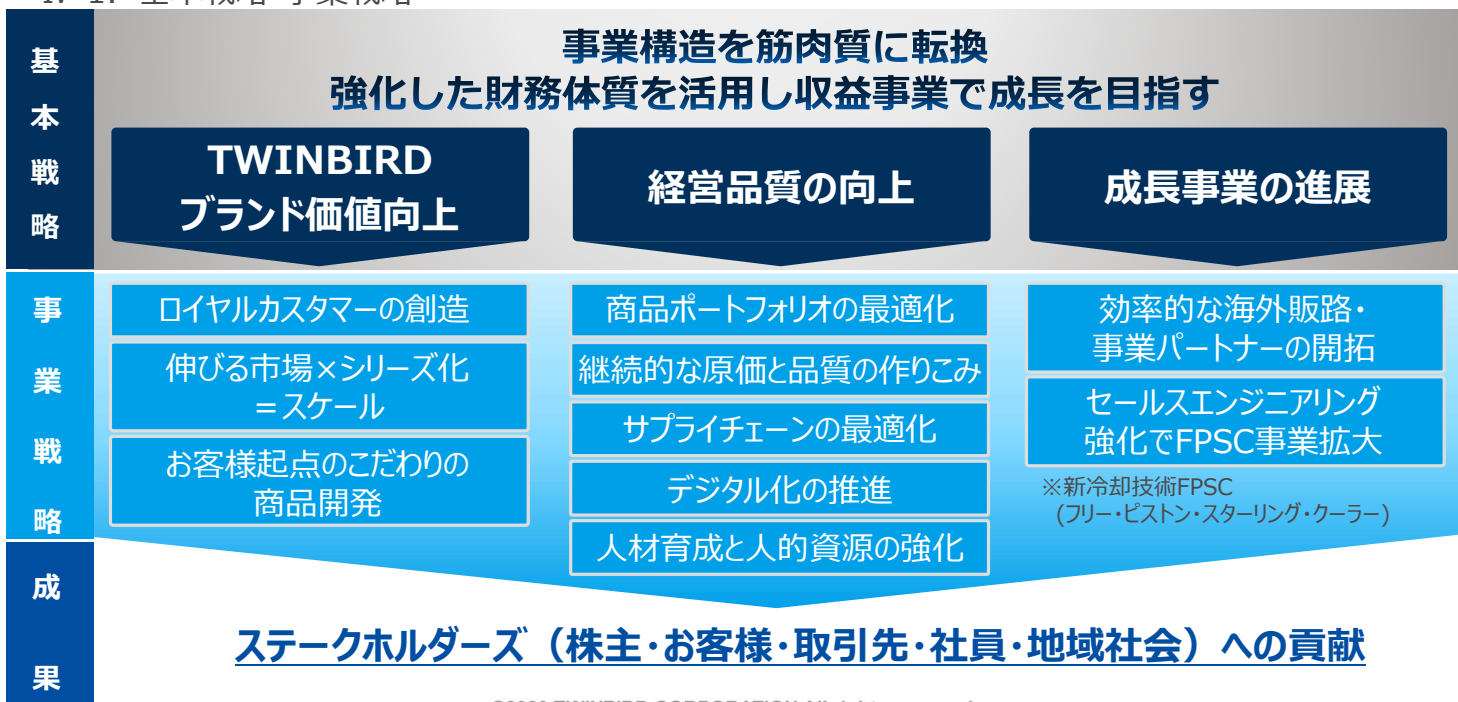 基本戦略
事業構造を筋肉質に転換
強化した財務体質を活用し収益事業で成長を目指す
TWINBIRD
ブランド価値向上
経営品質の向上
成長事業の進展
事業戦略
ロイヤルカスタマーの創造
伸びる市場×シリーズ化
=スケール
お客様起点のこだわりの
商品開発
商品ポートフォリオの最適化
継続的な原価と品質の作りこみ
サプライチェーンの最適化
デジタル化の推進
人材育成と人的資源の強化
効率的な海外販路・
事業パートナーの開拓
セールスエンジニアリング
強化でFPSC事業拡大
※新冷却技術FPSC
(フリー・ピストン・スターリング・クーラー)
成果
ステークホルダーズ（株主・お客様・取引先・社員・地域社会）への貢献